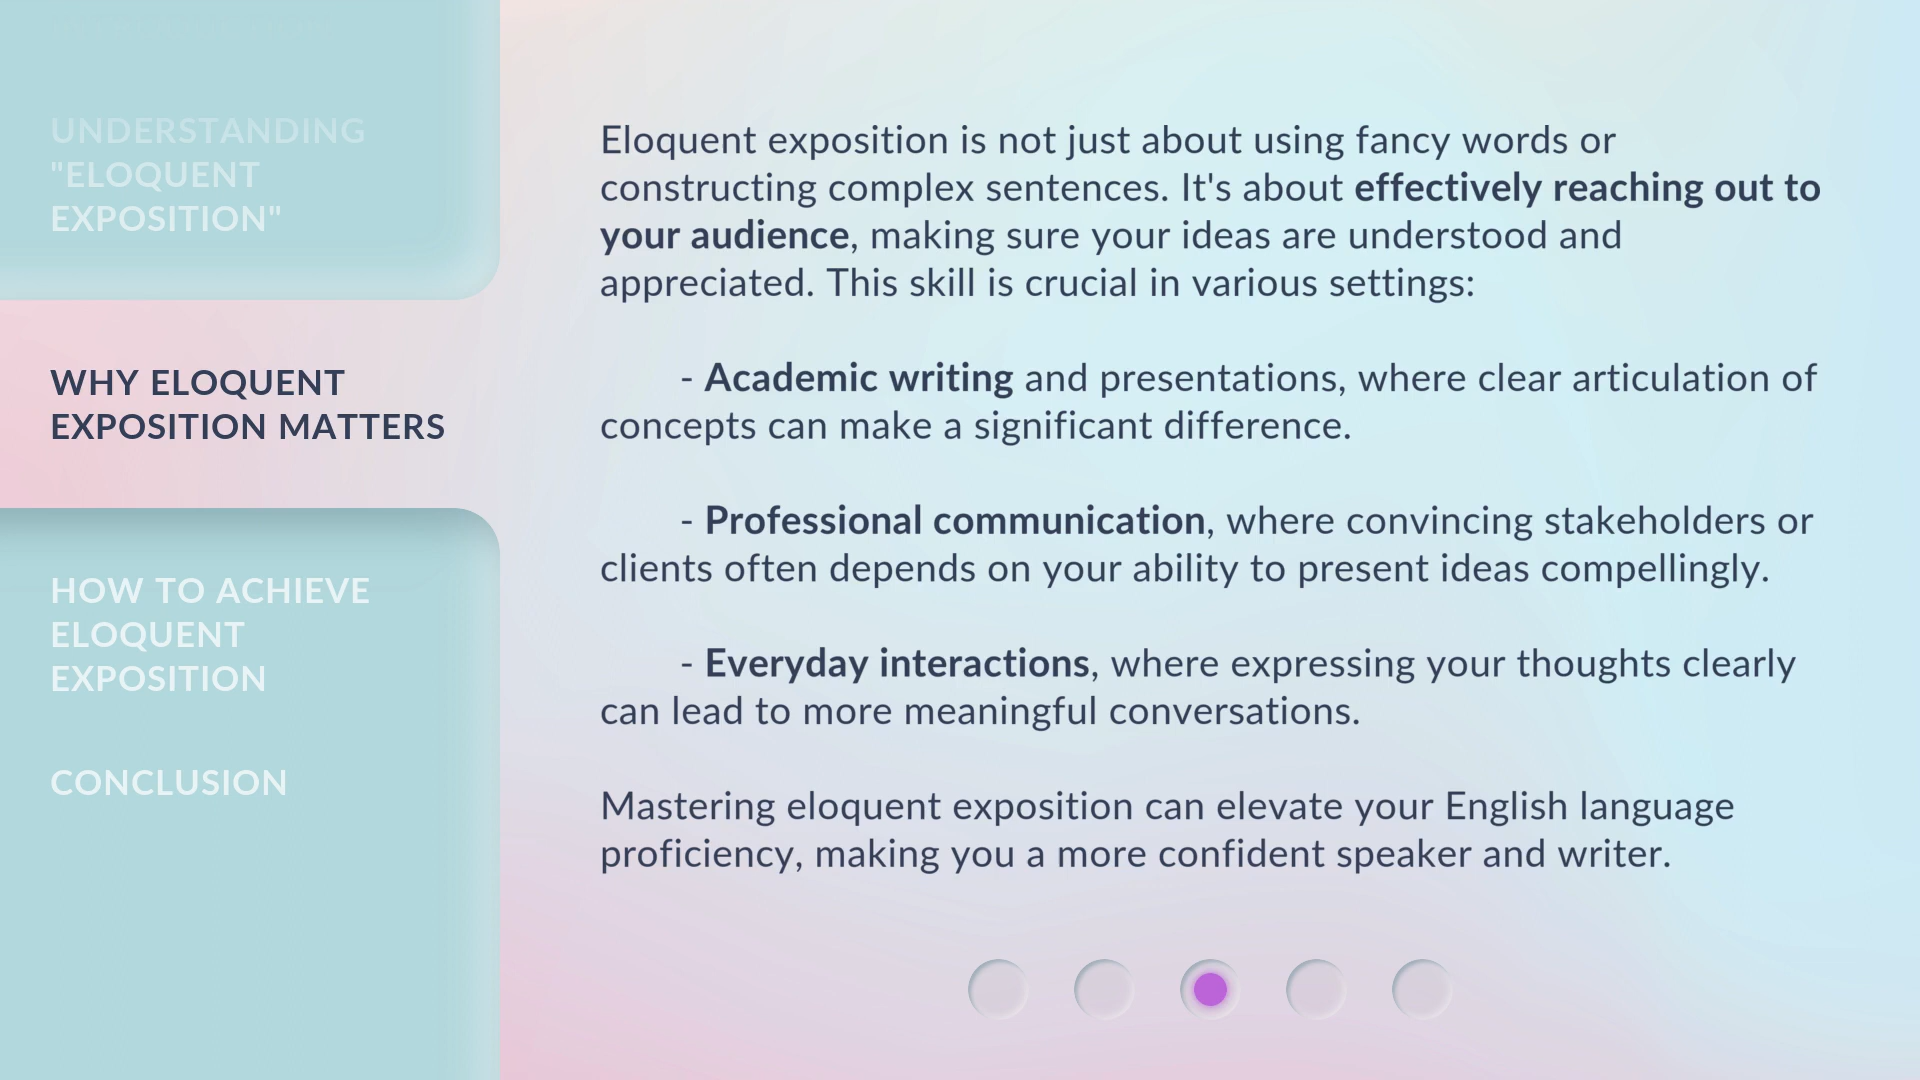 UNDERSTANDING
"ELOQUENT
EXPOSITION"
WHY ELOQUENT
EXPOSITION MATTERS
HOW TO ACHIEVE
ELOQUENT
EXPOSITION
CONCLUSION
Eloquent exposition is not just about using fancy words or
constructing complex sentences. It's about effectively reaching out to
your audience, making sure your ideas are understood and
appreciated. This skill is crucial in various settings:
- Academic writing and presentations, where clear articulation of
concepts can make a significant difference.
- Professional communication, where convincing stakeholders or
clients often depends on your ability to present ideas compellingly.
- Everyday interactions, where expressing your thoughts clearly
can lead to more meaningful conversations.
Mastering eloquent exposition can elevate your English language
proficiency, making you a more confident speaker and writer.